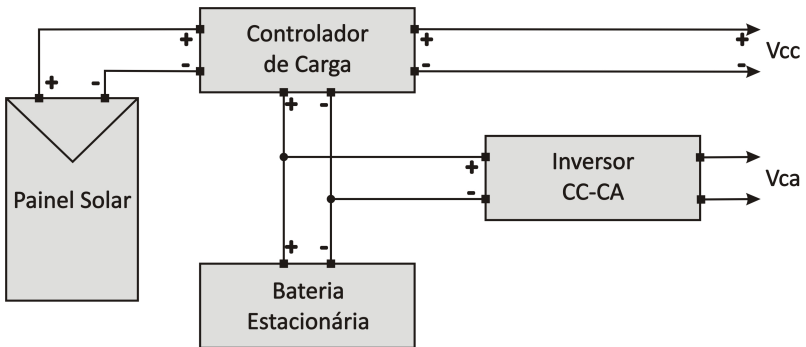 Controlador
de Carga
+
-
+
-
+
-
Vcc
+
-
+
-
Painel Solar
Inversor
CC-CA
+
-
Vca
+
-
Bateria
Estacionária